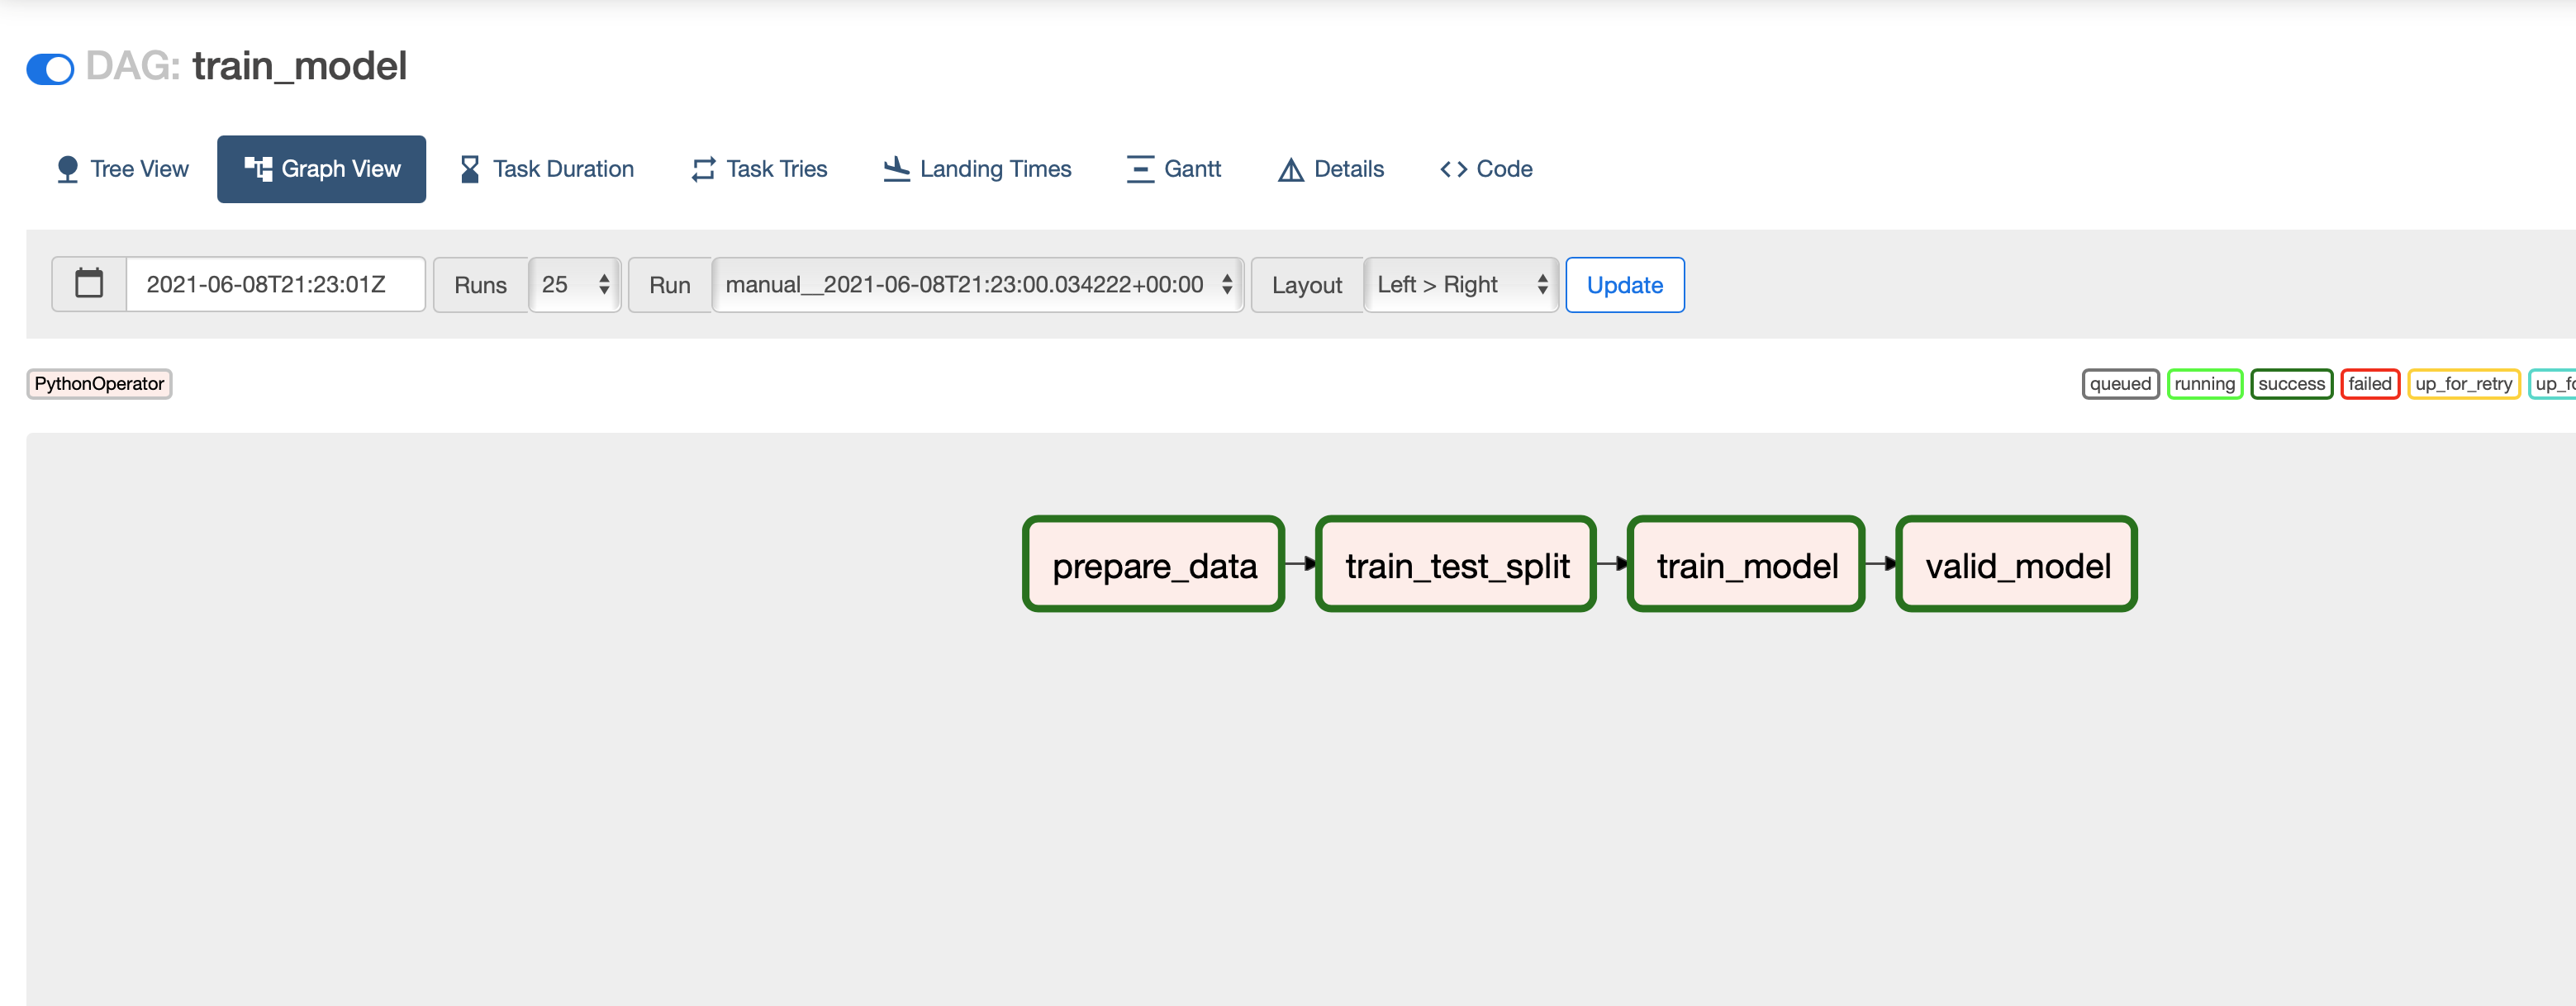 DAG: train_model
Tree View Graph View Task Duration Task Tries Landing Times Gantt Details Code
2021-06-08T21:23:01Z Runs 25 Run manual__2021-06-08T21:23:00.034222+00:00 Layout Left > Right Update
PythonOperator queued running success failed up_for_retry
prepare_data train_test_split train_model valid_model